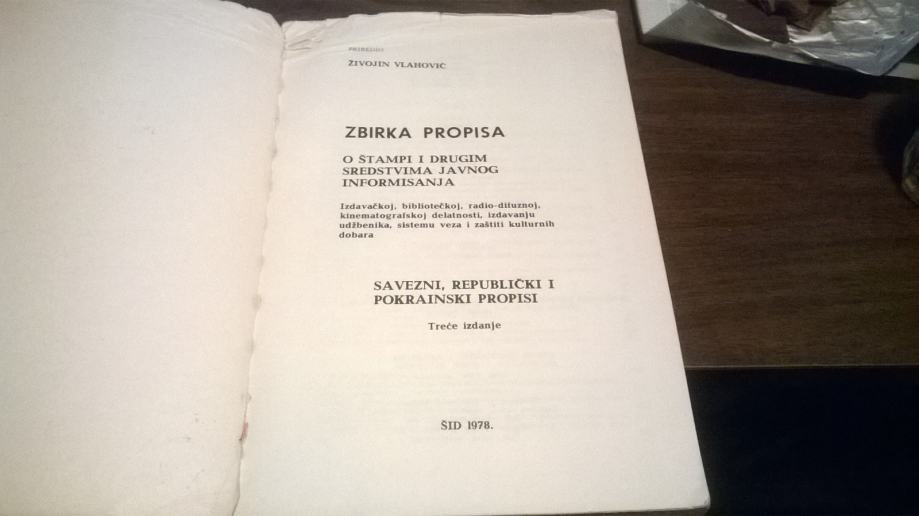 PRIREDIO
ŽIVOJIN VLAHOVIĆ
ZBIRKA PROPISA
O ŠTAMPI I DRUGIM
SREDSTVIMA JAVNOG
INFORMISANJA
Izdavačkoj, bibliotečkoj, radio-difuznoj,
kinematografskoj delatnosti, izdavanju
udžbenika, sistemu veza i zaštiti kulturnih
dobara
SAVEZNI, REPUBLIČKI I
POKRAINSKI PROPISI
Treće izdanje
ŠID 1978.